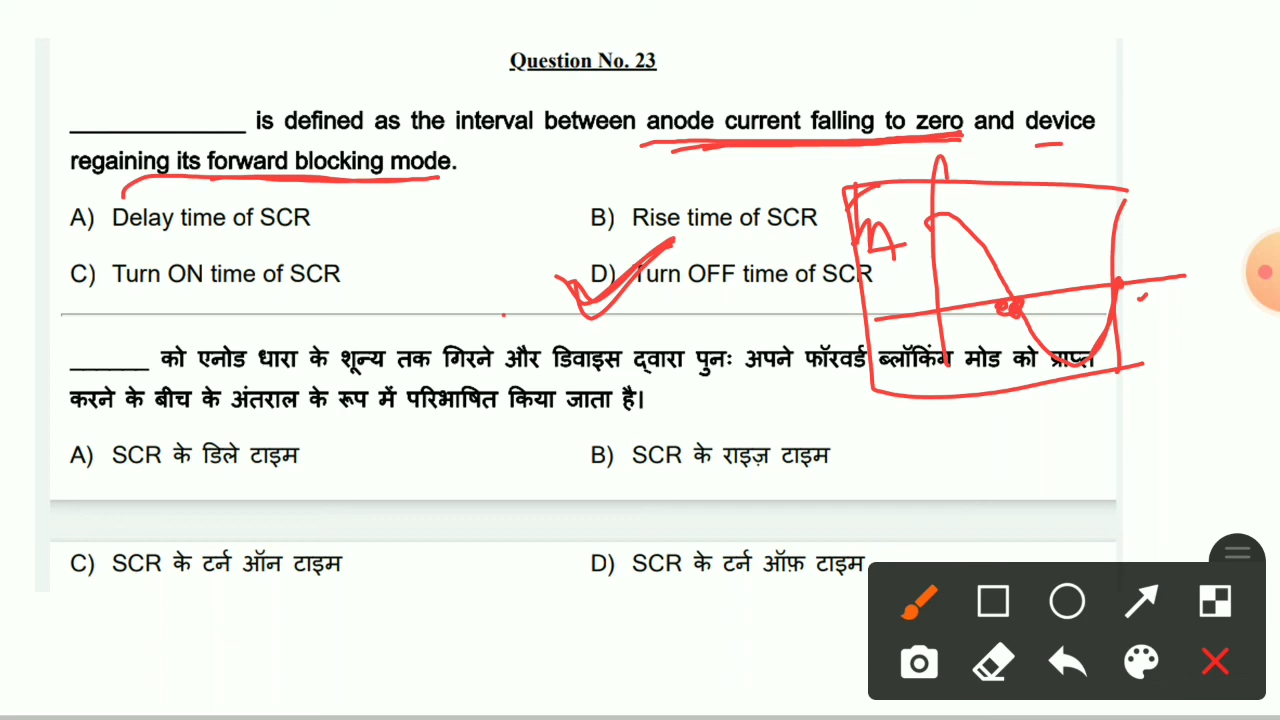 Question No. 23
______________ is defined as the interval between anode current falling to zero and device
regaining its forward blocking mode.
A) Delay time of SCR B) Rise time of SCR
C) Turn ON time of SCR D) Turn OFF time of SCR
_______ को एनोड धारा के शून्य तक गिरने और डिवाइस द्वारा पुनः अपने फॉरवर्ड ब्लॉकिंग मोड को प्राप्त
करने के बीच के अंतराल के रूप में परिभाषित किया जाता है।
A) SCR के डिले टाइम B) SCR के राइज़ टाइम
C) SCR के टर्न ऑन टाइम D) SCR के टर्न ऑफ़ टाइम